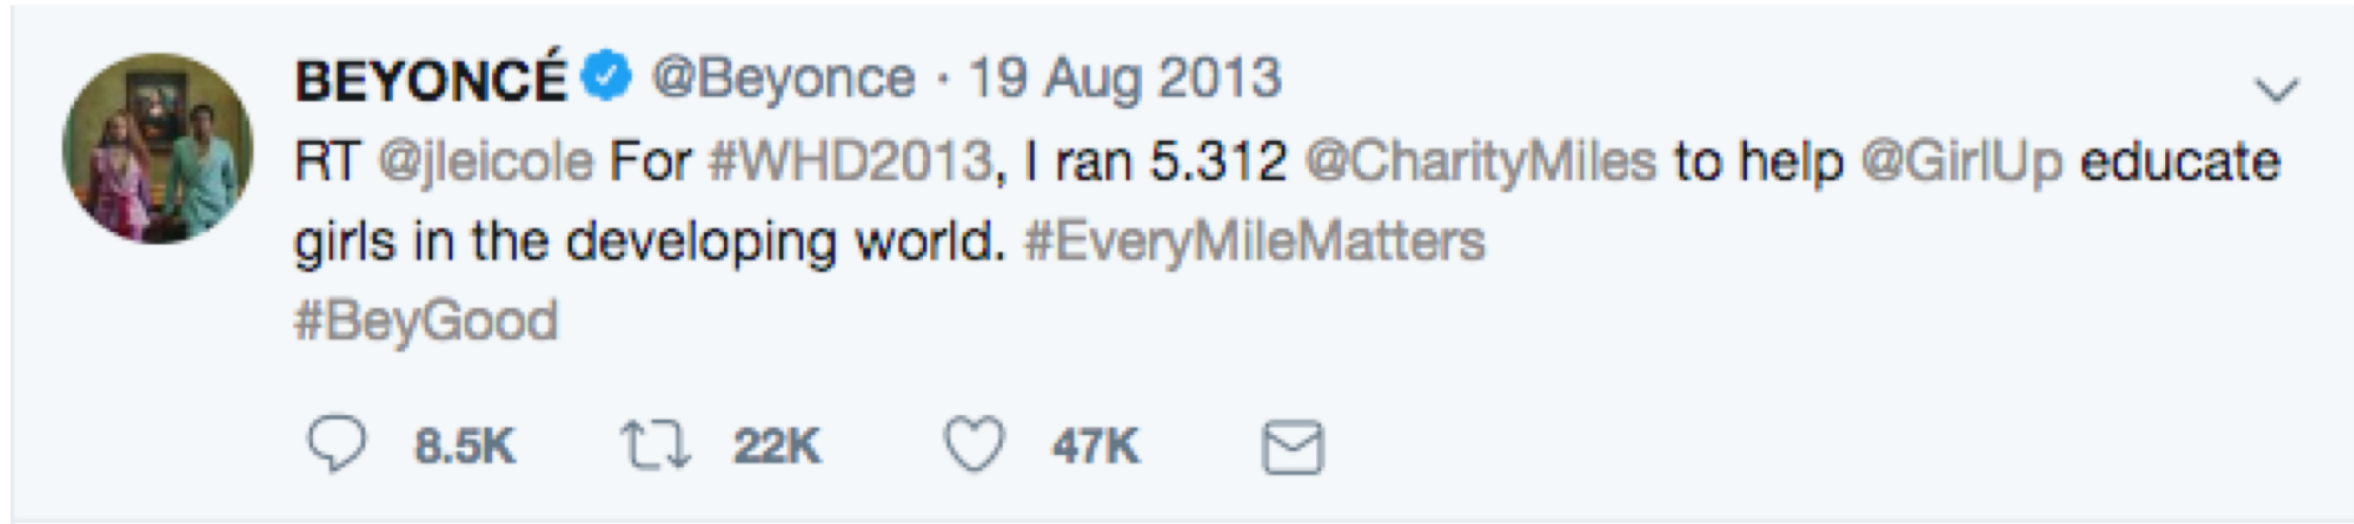 BEYONCÉ @Beyonce · 19 Aug 2013
RT @jleicole For #WHD2013, I ran 5.312 @CharityMiles to help @GirlUp educate
girls in the developing world. #EveryMileMatters
#BeyGood
8.5K 22K 47K